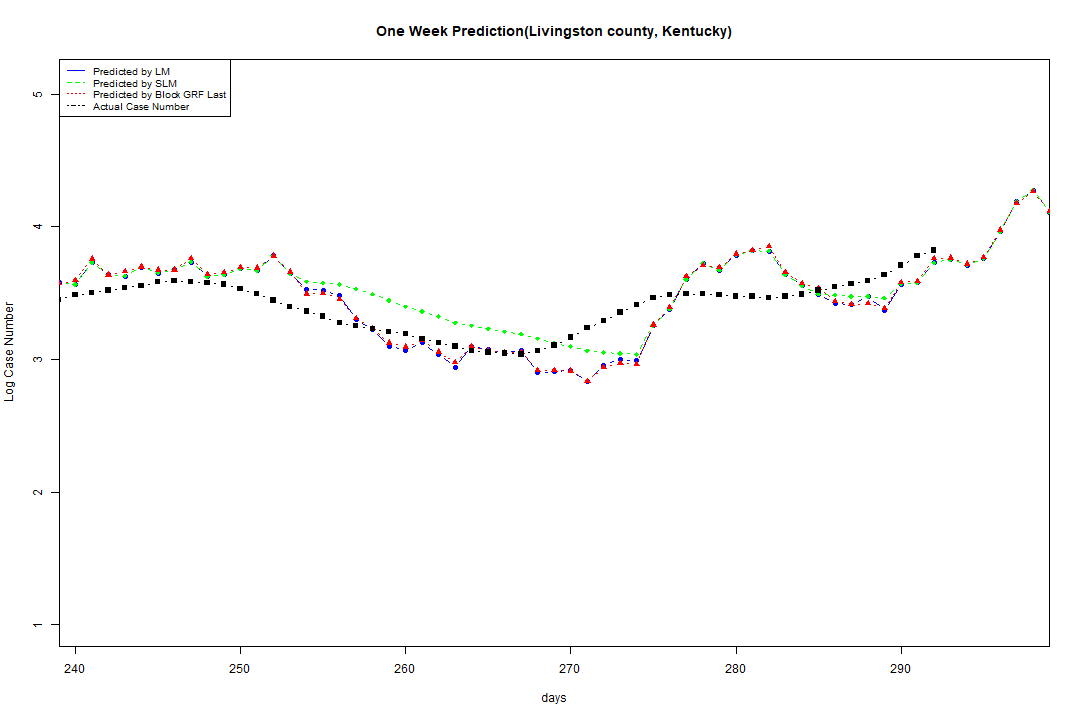 One Week Prediction(Livingston county, Kentucky)
Predicted by LM
Predicted by SLM
Predicted by Block GRF Last
Actual Case Number
5
4
3
2
1
Log Case Number
240 250 260 270 280 290
days